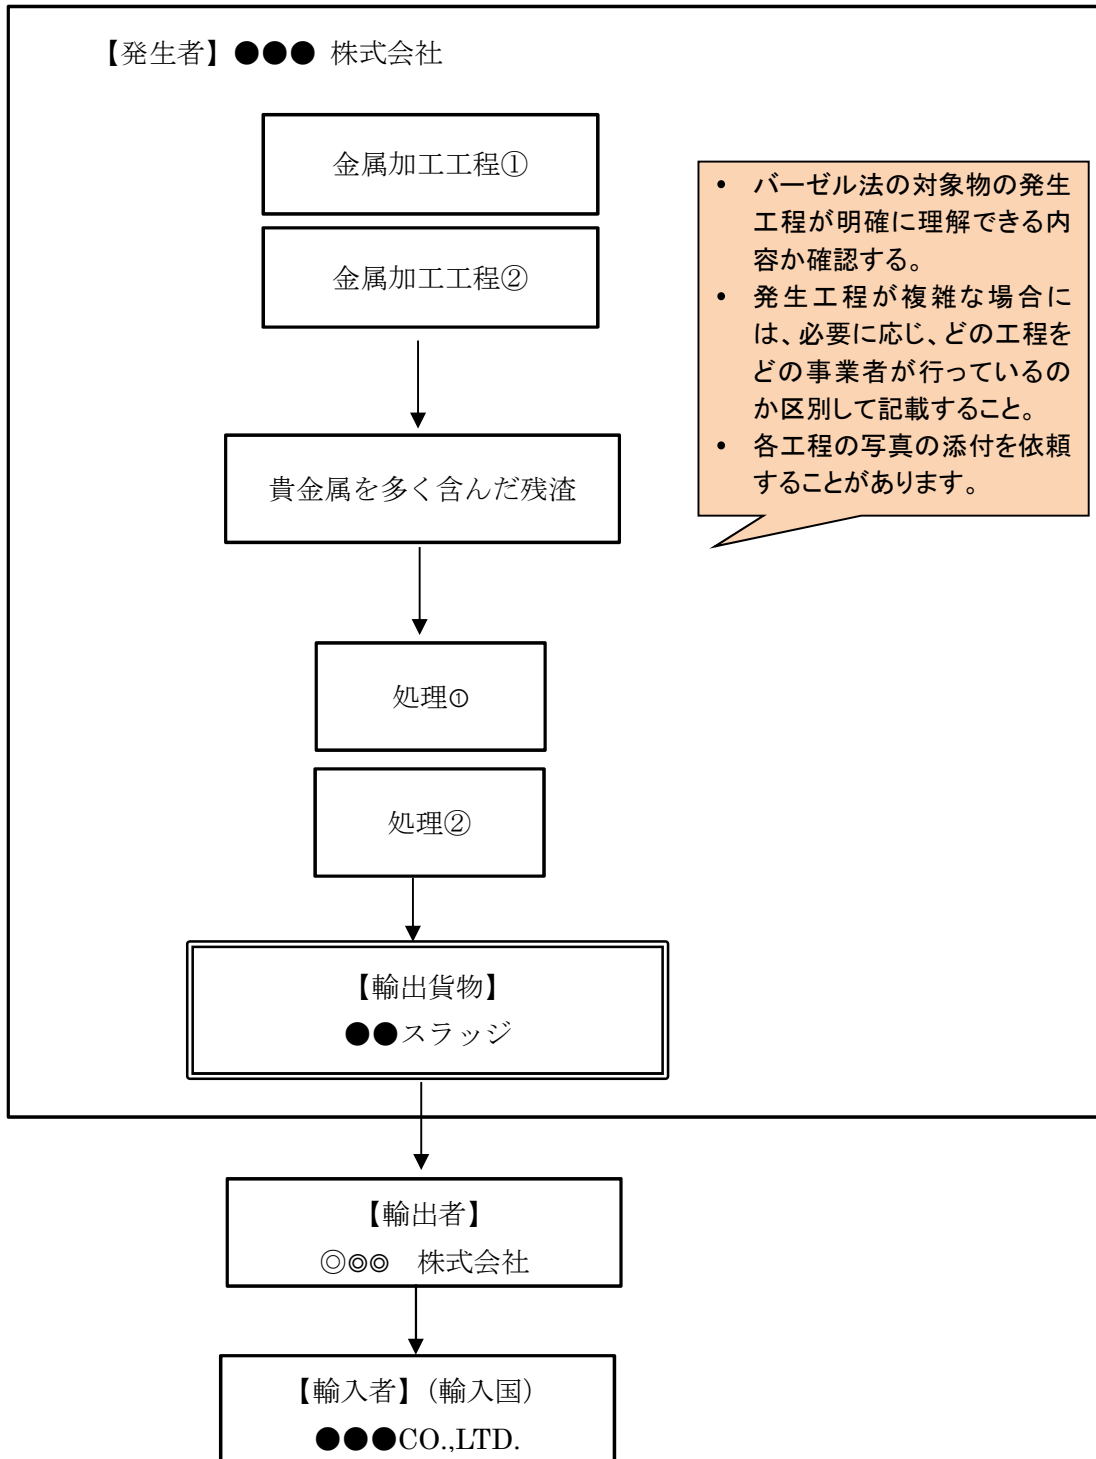 【発生者】●●● 株式会社
金属加工工程①
金属加工工程②
• バーゼル法の対象物の発生
工程が明確に理解できる内
容か確認する。
• 発生工程が複雑な場合に
は、必要に応じ、どの工程を
どの事業者が行っているの
か区別して記載すること。
• 各工程の写真の添付を依頼
することがあります。
貴金属を多く含んだ残渣
処理①
処理②
【輸出貨物】
●●スラッジ
【輸出者】
◎◎◎　株式会社
【輸入者】（輸入国）
●●●CO.,LTD.